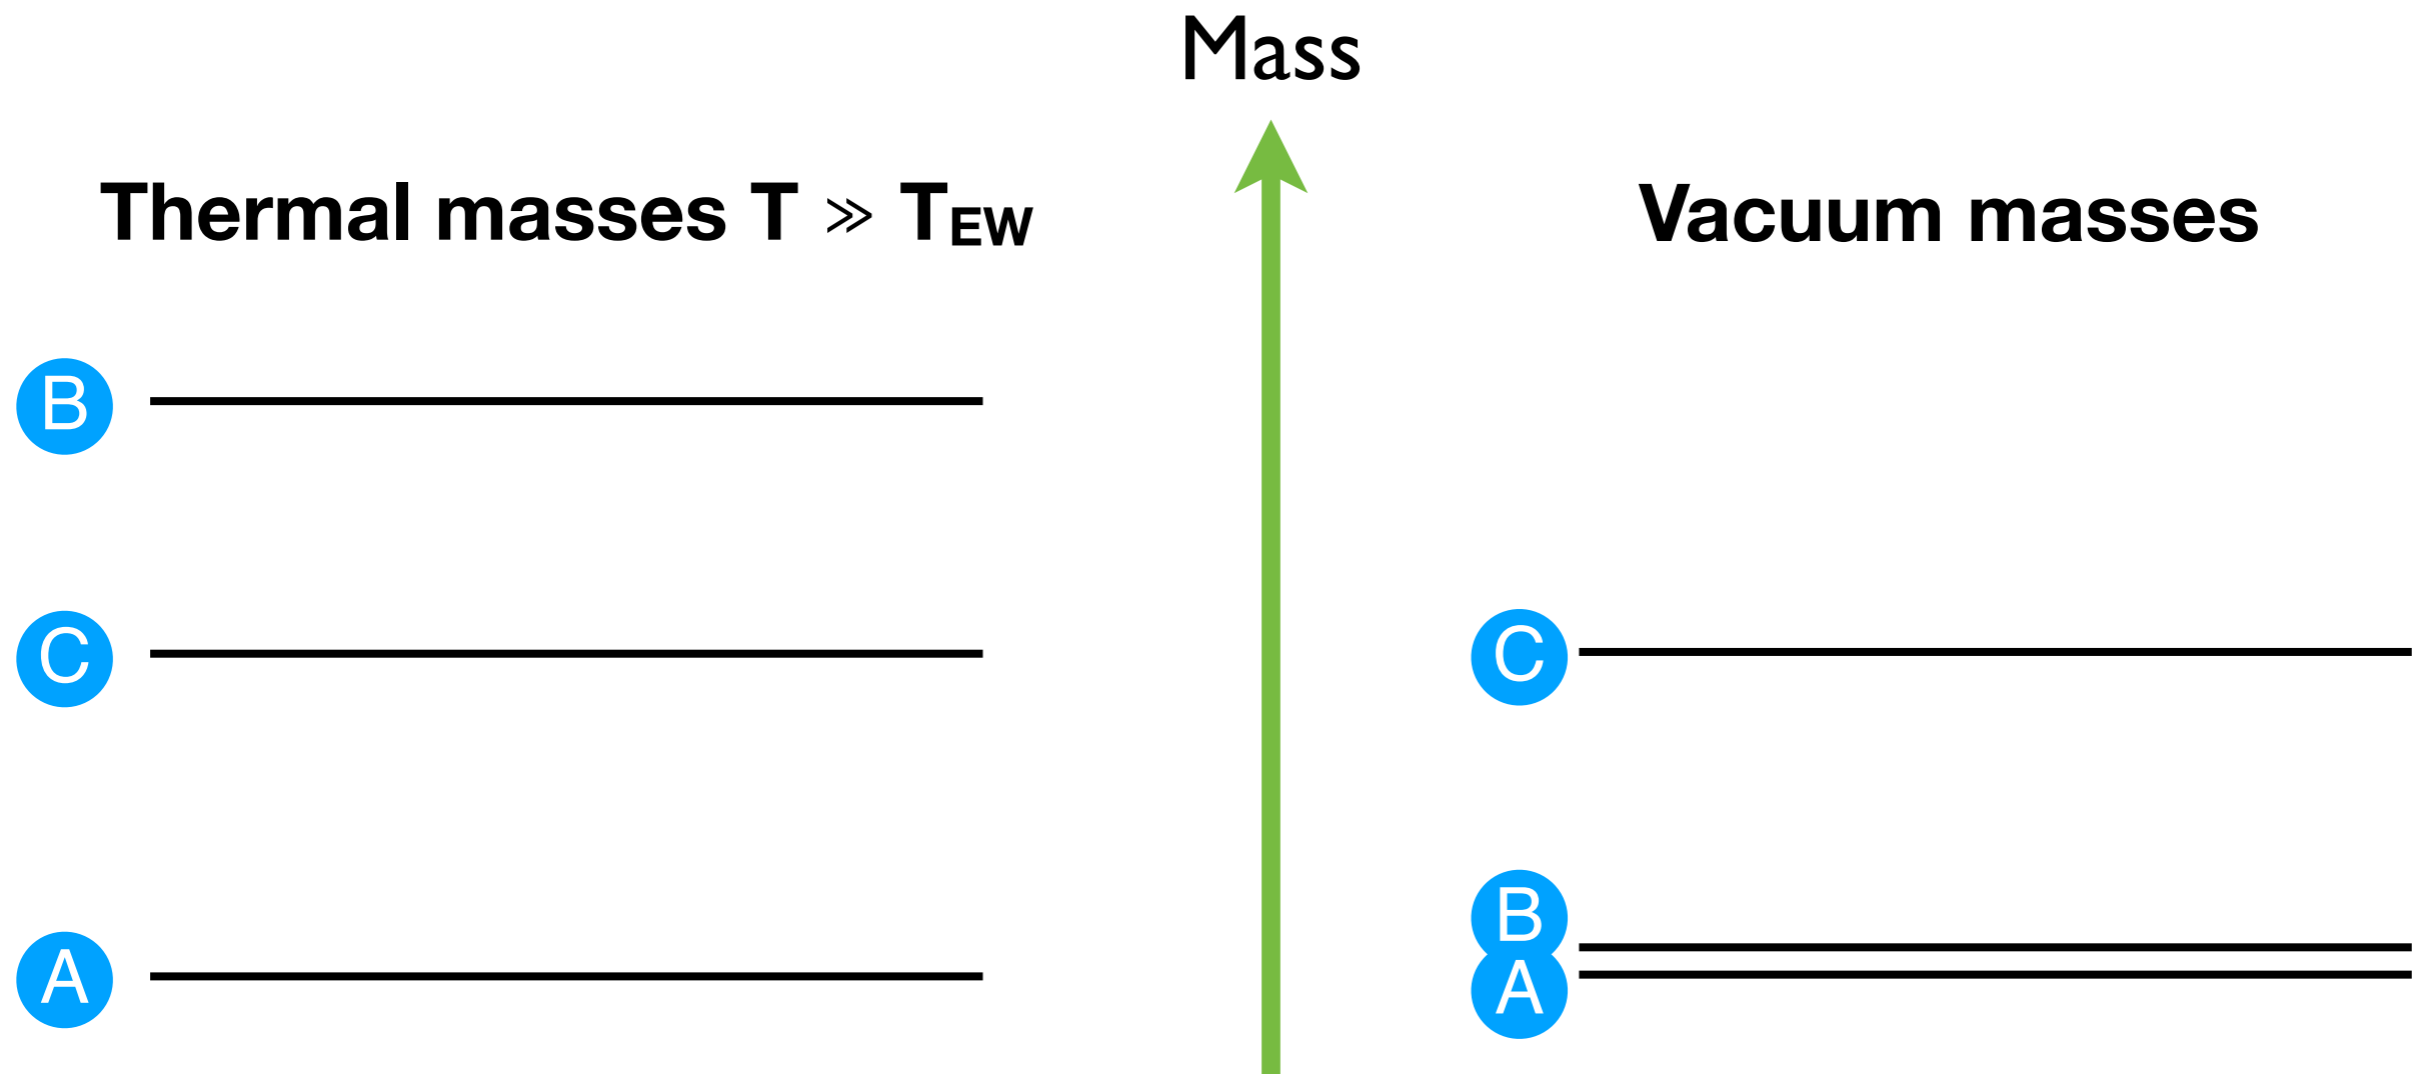 Mass
Thermal masses T ≫ TEW
Vacuum masses
B
C
C
B
A
A